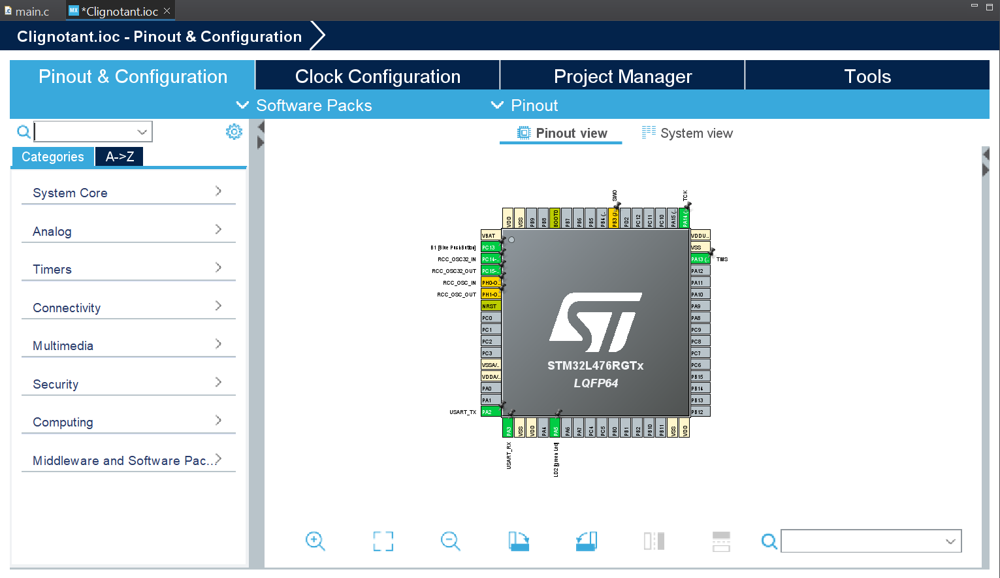 main.c
MX *Clignotant.ioc
Clignotant.ioc - Pinout & Configuration
Pinout & Configuration
Clock Configuration
Project Manager
Tools
Software Packs
Pinout
Pinout view
System view
Categories
A->Z
System Core
Analog
Timers
Connectivity
Multimedia
Security
Computing
Middleware and Software Pac...
SWO
TCK
VDD
VSS
PB9
PB8
BOOT0
PB7
PB6
PB5
PB4 (..
PB3 (J..
PD2
PC12
PC11
PC10
PA15 (..
PA14 (..
VBAT
B1 [Blue PushButton]
PC13
RCC_OSC32_IN
PC14-..
RCC_OSC32_OUT
PC15-..
RCC_OSC_IN
PH0-O..
RCC_OSC_OUT
PH1-O..
NRST
PC0
PC1
PC2
PC3
VSSA/..
VDDA/..
PA0
PA1
USART_TX
PA2
VDDU..
VSS
PA13 (..
TMS
PA12
PA11
PA10
PA9
PA8
PC9
PC8
PC7
PC6
PB15
PB14
PB13
PB12
ST
STM32L476RGTx
LQFP64
PA3
VSS
VDD
PA4
PA5
PA6
PA7
PC4
PC5
PB0
PB1
PB2
PB10
PB11
VSS
VDD
USART_RX
LD2 [green Led]